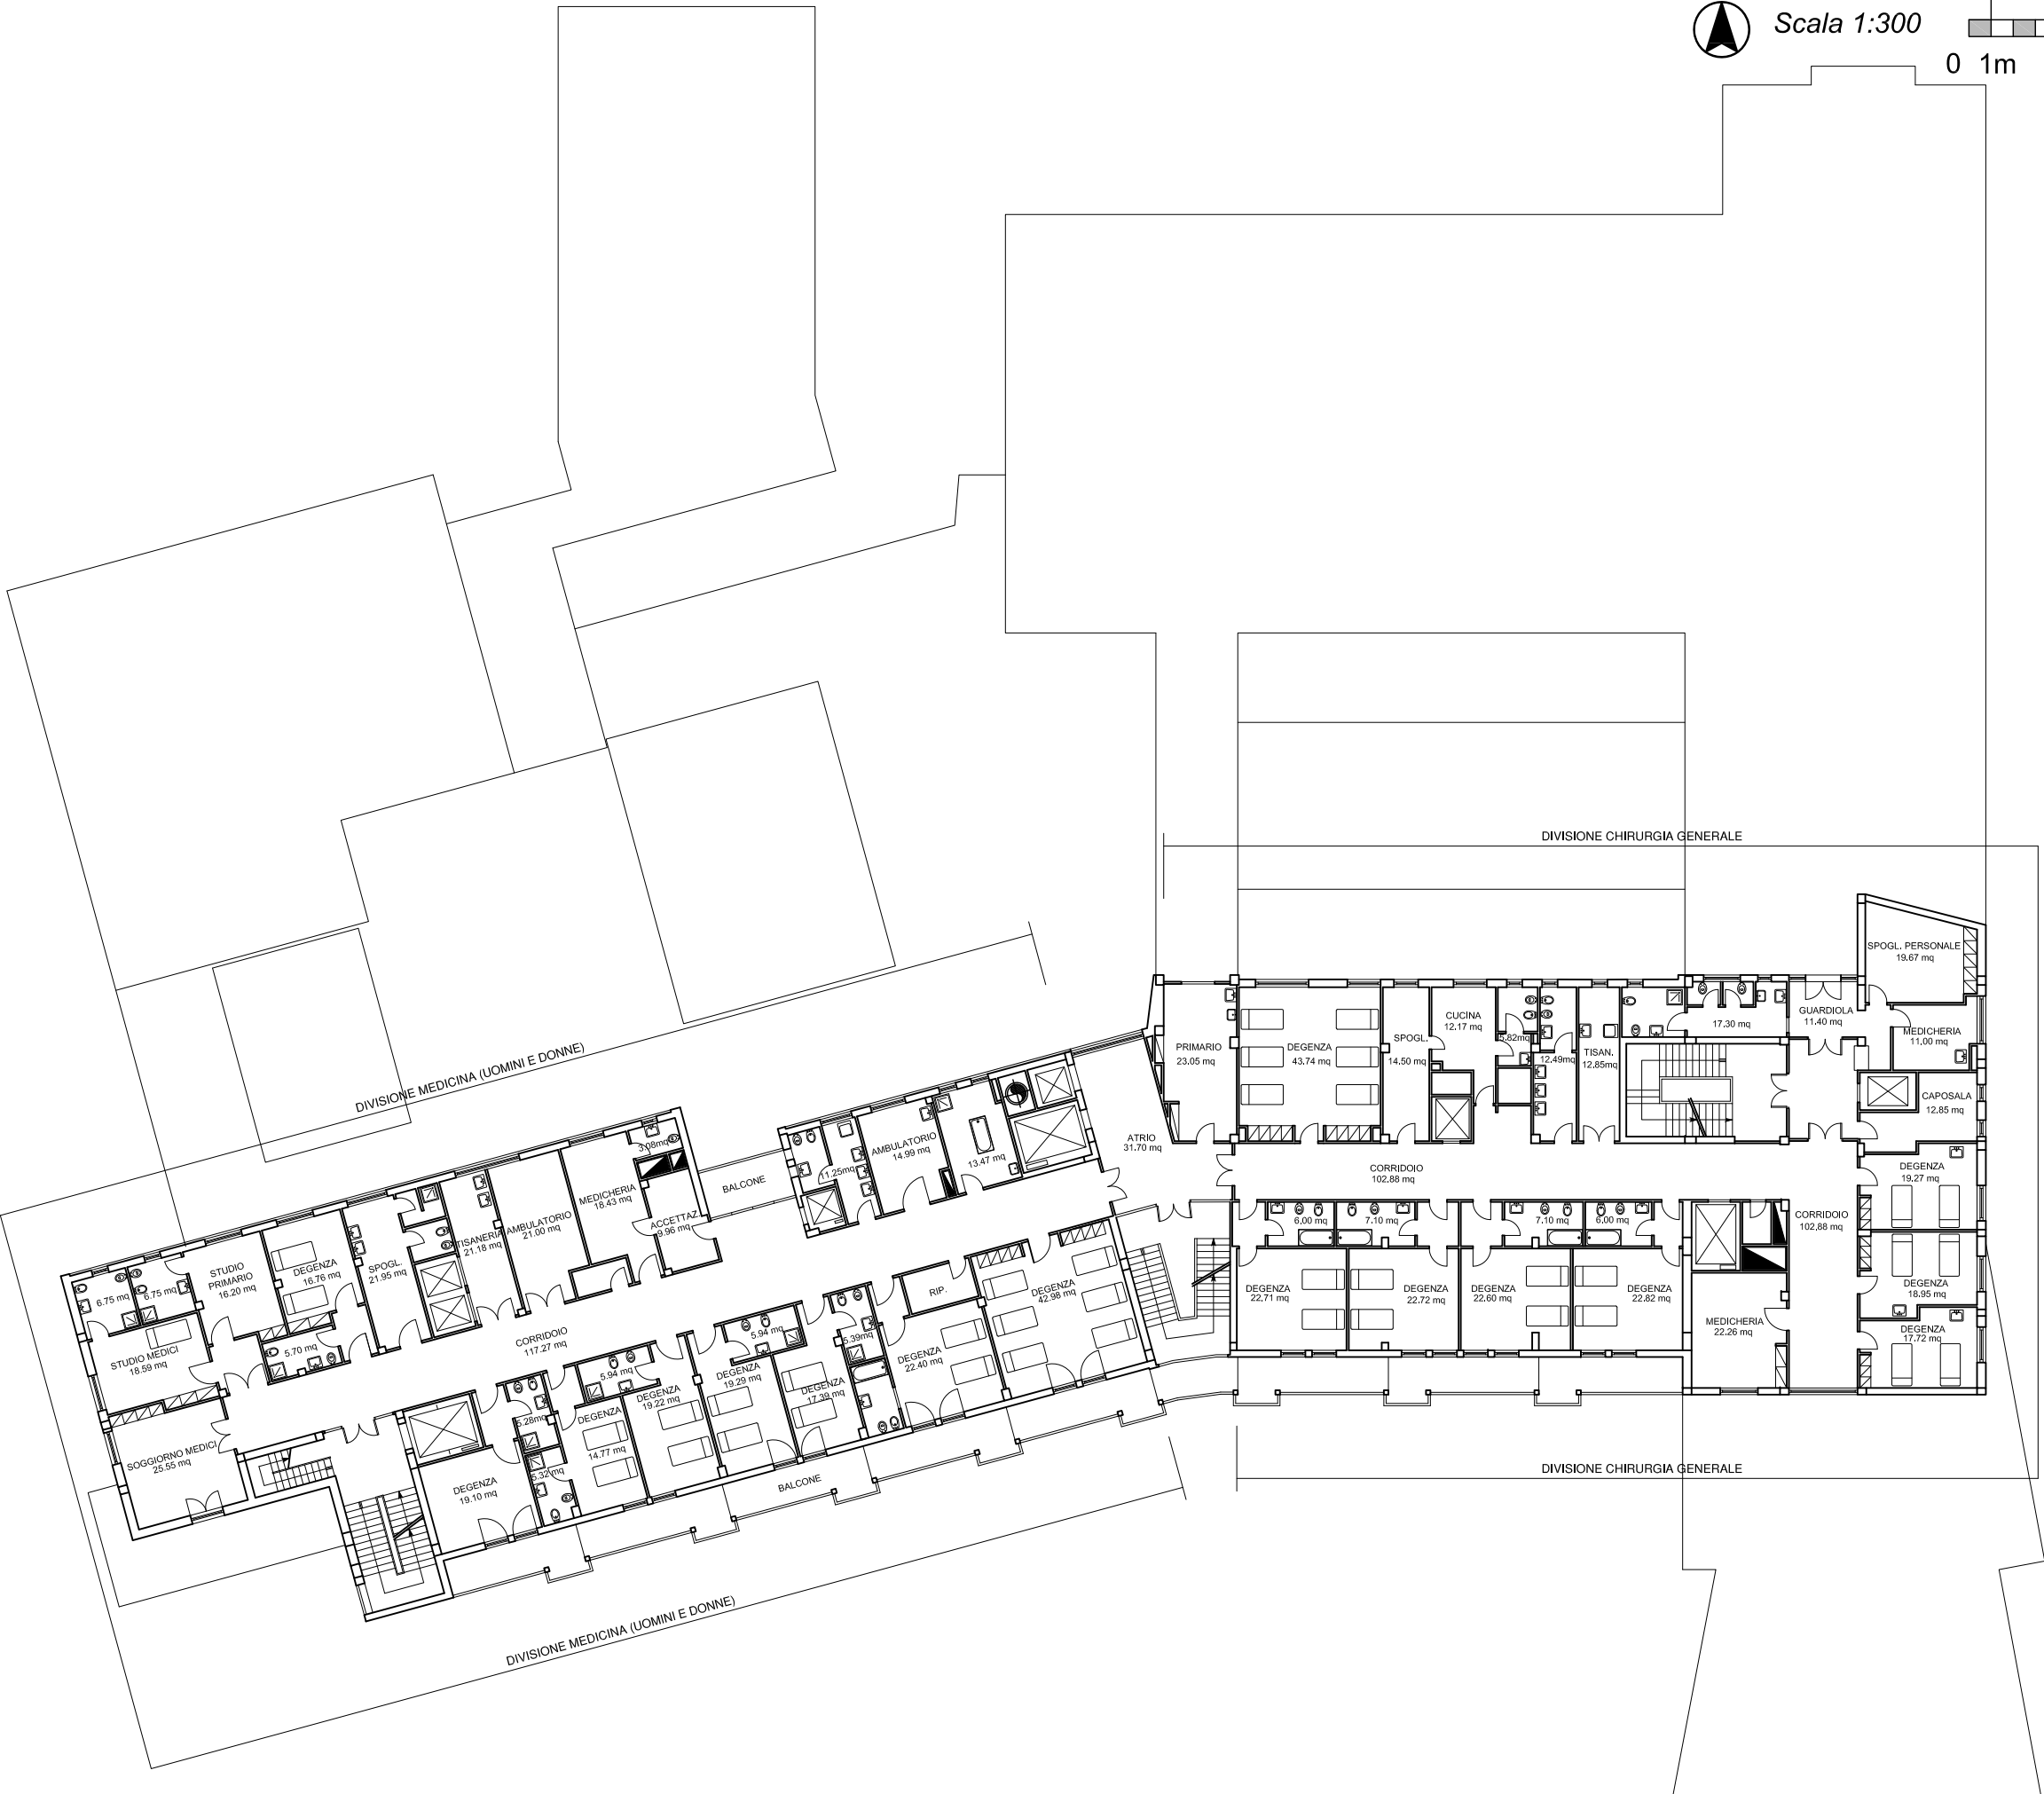 Scala 1:300
0 1m
DIVISIONE CHIRURGIA GENERALE
SPOGL. PERSONALE
19.67 mq
GUARDIOLA
11.40 mq
MEDICHERIA
11,00 mq
17,30 mq
CUCINA
12.17 mq
PRIMARIO
23,05 mq
DEGENZA
43,74 mq
SPOGL.
14,50 mq
5.82mq
12,49mq
TISAN.
12,85mq
CAPOSALA
12.85 mq
ATRIO
31.70 mq
CORRIDOIO
102,88 mq
DEGENZA
19.27 mq
CORRIDOIO
102,88 mq
6,00 mq
7,10 mq
7,10 mq
6,00 mq
DEGENZA
22,71 mq
DEGENZA
22,72 mq
DEGENZA
22,60 mq
DEGENZA
22,82 mq
MEDICHERIA
22.26 mq
DEGENZA
18.95 mq
DEGENZA
17.72 mq
DIVISIONE CHIRURGIA GENERALE
DIVISIONE MEDICINA (UOMINI E DONNE)
6.75 mq
6.75 mq
STUDIO
PRIMARIO
16.20 mq
DEGENZA
16.76 mq
SPOGL.
21.95 mq
TISANERIA
21.18 mq
AMBULATORIO
21,00 mq
MEDICHERIA
18.43 mq
3,08mq
ACCETTAZ.
9.96 mq
BALCONE
11,25mq
AMBULATORIO
14.99 mq
13.47 mq
STUDIO MEDICI
18.59 mq
5.70 mq
CORRIDOIO
117.27 mq
SOGGIORNO MEDICI
25.55 mq
DEGENZA
19.10 mq
5.28mq
5.32mq
DEGENZA
14.77 mq
5.94 mq
DEGENZA
19.22 mq
DEGENZA
19.29 mq
5.94 mq
DEGENZA
17.39 mq
5.39mq
DEGENZA
22.40 mq
RIP.
DEGENZA
42.98 mq
BALCONE
DIVISIONE MEDICINA (UOMINI E DONNE)